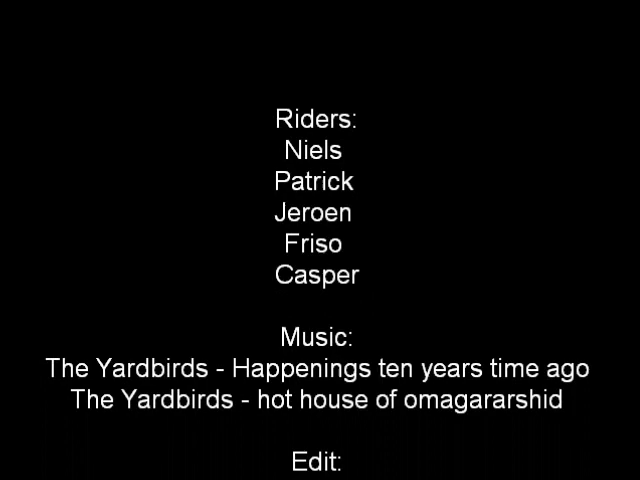 Riders:
Niels
Patrick
Jeroen
Friso
Casper
Music:
The Yardbirds - Happenings ten years time ago
The Yardbirds - hot house of omagararshid
Edit: